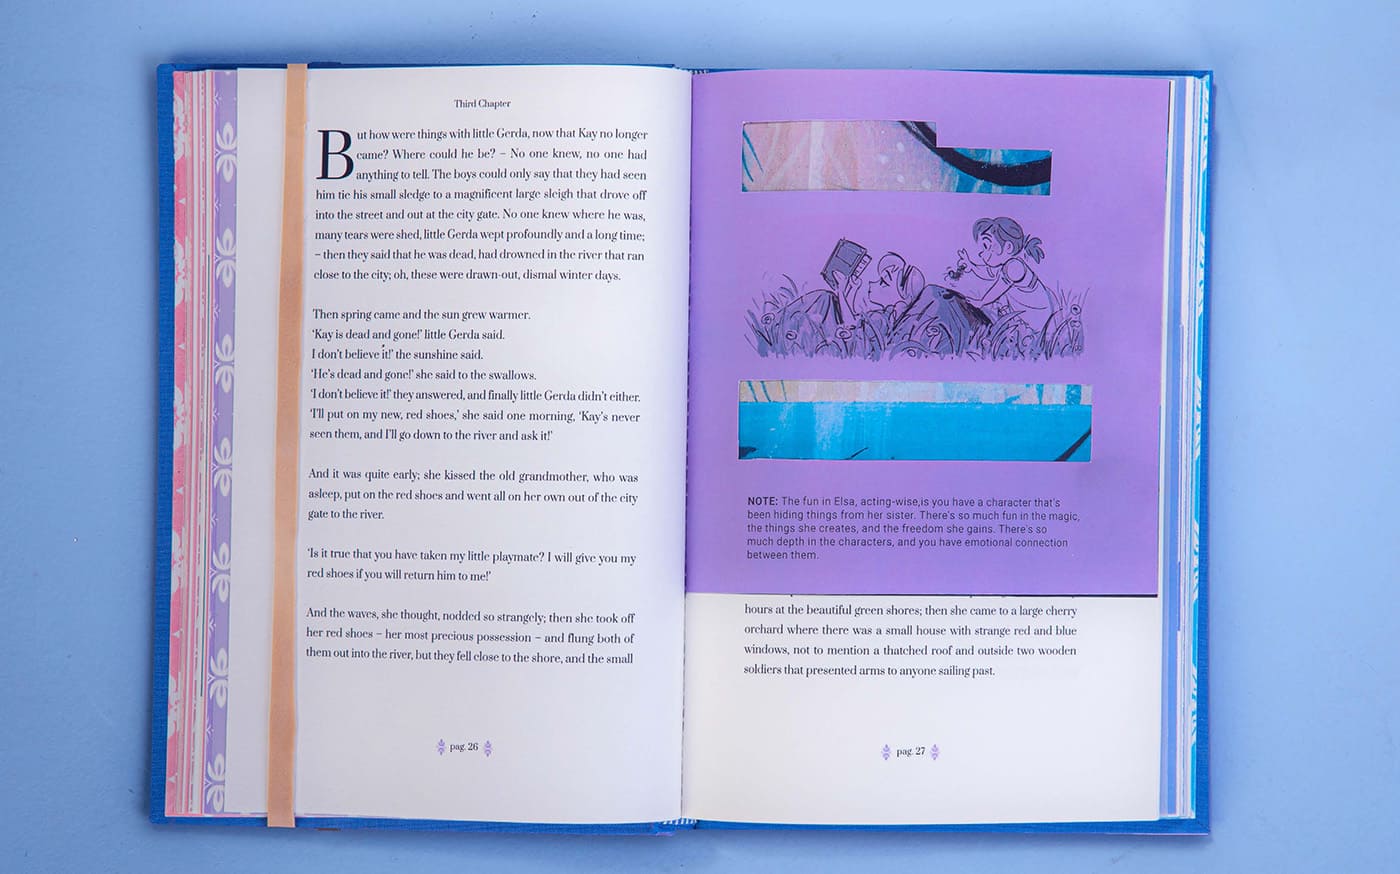 Third Chapter
But how were things with little Gerda, now that Kay no longer
came? Where could he be? – No one knew, no one had
anything to tell. The boys could only say that they had seen
him tie his small sledge to a magnificent large sleigh that drove off
into the street and out at the city gate. No one knew where he was,
many tears were shed, little Gerda wept profoundly and a long time;
– then they said that he was dead, had drowned in the river that ran
close to the city; oh, these were drawn-out, dismal winter days.
Then spring came and the sun grew warmer.
‘Kay is dead and gone!’ little Gerda said.
I don’t believe it!’ the sunshine said.
‘He’s dead and gone!’ she said to the swallows.
‘I don’t believe it!’ they answered, and finally little Gerda didn’t either.
‘I’ll put on my new, red shoes,’ she said one morning, ‘Kay’s never
seen them, and I’ll go down to the river and ask it!’
And it was quite early; she kissed the old grandmother, who was
asleep, put on the red shoes and went all on her own out of the city
gate to the river.
‘Is it true that you have taken my little playmate? I will give you my
red shoes if you will return him to me!’
And the waves, she thought, nodded so strangely; then she took off
her red shoes – her most precious possession – and flung both of
them out into the river, but they fell close to the shore, and the small
pag. 26
NOTE: The fun in Elsa, acting-wise,is you have a character that's
been hiding things from her sister. There's so much fun in the magic,
the things she creates, and the freedom she gains. There's so
much depth in the characters, and you have emotional connection
between them.
hours at the beautiful green shores; then she came to a large cherry
orchard where there was a small house with strange red and blue
windows, not to mention a thatched roof and outside two wooden
soldiers that presented arms to anyone sailing past.
pag. 27